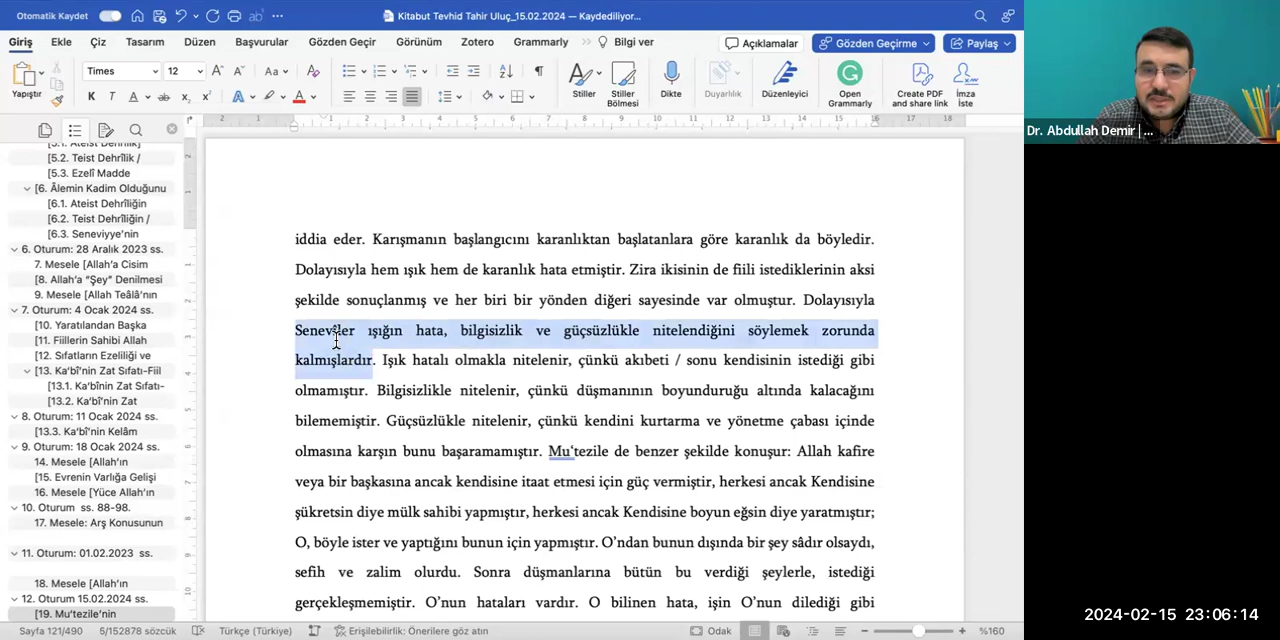 Otomatik Kaydet
Kitabut Tevhid Tahir Uluç_15.02.2024 — Kaydediliyor...
Giriş Ekle Çiz Tasarım Düzen Başvurular Gözden Geçir Görünüm Zotero Grammarly Bilgi ver Açıklamalar Gözden Geçirme Paylaş
Yapıştır
Times 12
K T A ab x₂ x² A A
Stiller
Stiller Bölmesi
Dikte
Duyarlılık
Düzenleyici
Open Grammarly
Create PDF and share link
İmza İste
[5.1. Ateist Dehrîlik]
[5.2. Teist Dehrîlik /
[5.3. Ezelî Madde
[6. Âlemin Kadim Olduğunu
[6.1. Ateist Dehrîliğin
[6.2. Teist Dehrîliğin /
[6.3. Seneviyye'nin
6. Oturum: 28 Aralık 2023 ss.
7. Mesele [Allah'a Cisim
[8. Allah'a “Şey” Denilmesi
9. Mesele [Allah Teâlâ'nın
7. Oturum: 4 Ocak 2024 ss.
[10. Yaratılandan Başka
[11. Fiillerin Sahibi Allah
[12. Sıfatların Ezelîliği ve
[13. Ka‘bî'nin Zat Sıfatı-Fiil
[13.1. Ka‘bînin Zat Sıfatı-
[13.2. Ka‘bî'nin Zat
8. Oturum: 11 Ocak 2024 ss.
[13.3. Ka‘bî'nin Kelâm
9. Oturum: 18 Ocak 2024 ss.
14. Mesele [Allah'ın
[15. Evrenin Varlığa Gelişi
16. Mesele [Yüce Allah'ın
10. Oturum ss. 88-98.
17. Mesele: Arş Konusunun
11. Oturum: 01.02.2023 ss.
18. Mesele [Allah'ın
12. Oturum 15.02.2024 ss.
[19. Mu‘tezile'nin
iddia eder. Karışmanın başlangıcını karanlıktan başlatanlara göre karanlık da böyledir.
Dolayısıyla hem ışık hem de karanlık hata etmiştir. Zira ikisinin de fiili istediklerinin aksi
şekilde sonuçlanmış ve her biri bir yönden diğeri sayesinde var olmuştur. Dolayısıyla
Senevîler ışığın hata, bilgisizlik ve güçsüzlükle nitelendiğini söylemek zorunda
kalmışlardır. Işık hatalı olmakla nitelenir, çünkü akıbeti / sonu kendisinin istediği gibi
olmamıştır. Bilgisizlikle nitelenir, çünkü düşmanının boyunduruğu altında kalacağını
bilememiştir. Güçsüzlükle nitelenir, çünkü kendini kurtarma ve yönetme çabası içinde
olmasına karşın bunu başaramamıştır. Mu‘tezile de benzer şekilde konuşur: Allah kafire
veya bir başkasına ancak kendisine itaat etmesi için güç vermiştir, herkesi ancak Kendisine
şükretsin diye mülk sahibi yapmıştır, herkesi ancak Kendisine boyun eğsin diye yaratmıştır;
O, böyle ister ve yaptığını bunun için yapmıştır. O'ndan bunun dışında bir şey sâdır olsaydı,
sefih ve zalim olurdu. Sonra düşmanlarına bütün bu verdiği şeylerle, istediği
gerçekleşmemiştir. O'nun hataları vardır. O bilinen hata, işin O'nun dilediği gibi
Sayfa 121/490 5/152878 sözcük Türkçe (Türkiye) Erişilebilirlik: Önerilere göz atın Odak %160
Dr. Abdullah Demir | ...
2024-02-15 23:06:14